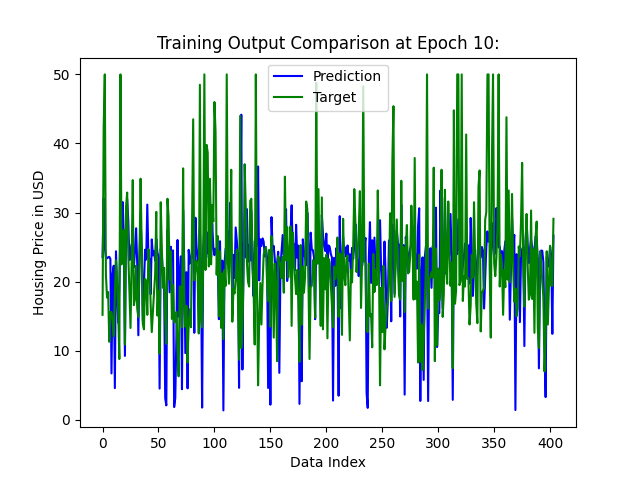 Training Output Comparison at Epoch 10:
Prediction
Target
Housing Price in USD
50
40
30
20
10
0
0 50 100 150 200 250 300 350 400
Data Index